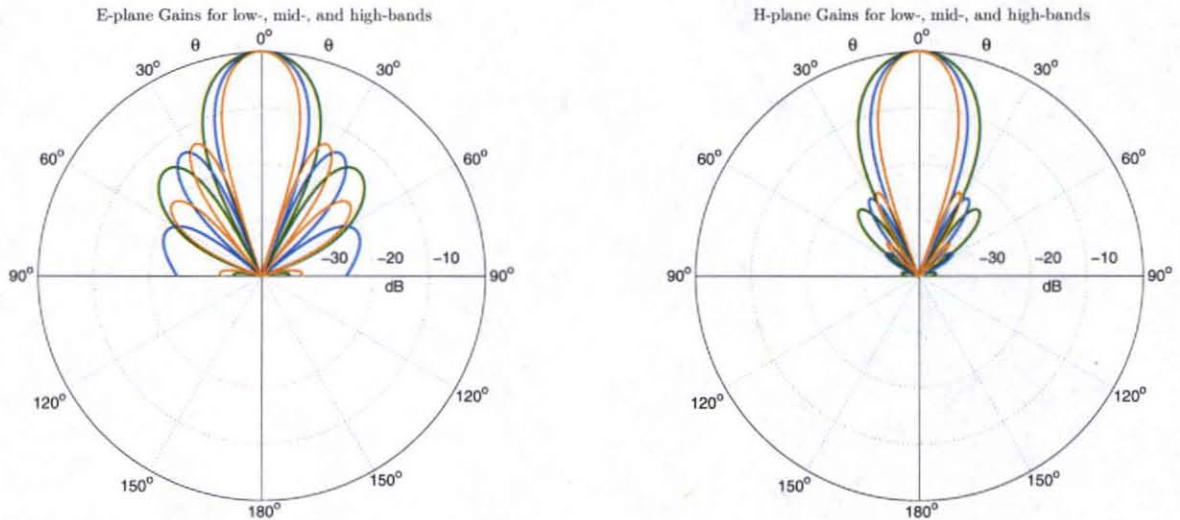 E-plane Gains for low-, mid-, and high-bands
0°
θ θ
30° 30°
60° 60°
−30 −20 −10
90° 90°
dB
120° 120°
150° 150°
180°
H-plane Gains for low-, mid-, and high-bands
0°
θ θ
30° 30°
60° 60°
−30 −20 −10
90° 90°
dB
120° 120°
150° 150°
180°